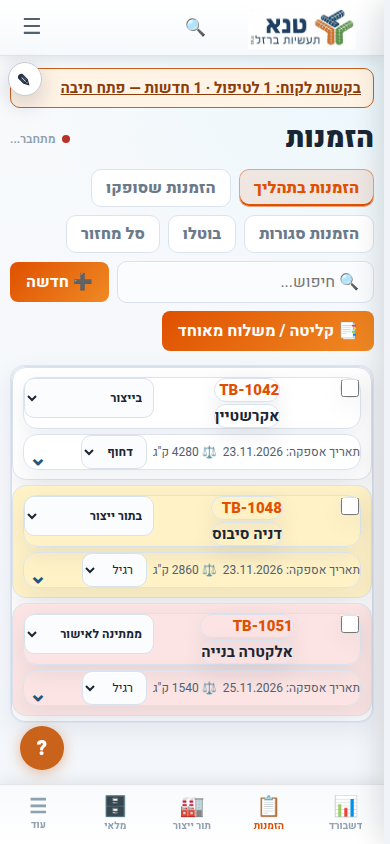 טנא
תעשיות ברזל
בקשות לקוח: 1 לטיפול · 1 חדשות — פתח תיבה
הזמנות
מתחבר...
הזמנות בתהליך
הזמנות שסופקו
הזמנות סגורות
בוטלו
סל מחזור
חיפוש...
חדשה
קליטה / משלוח מאוחד
TB-1042
אקרשטיין
בייצור
תאריך אספקה: 23.11.2026
4280 ק"ג
דחוף
TB-1048
דניה סיבוס
בתור ייצור
תאריך אספקה: 23.11.2026
2860 ק"ג
רגיל
TB-1051
אלקטרה בנייה
ממתינה לאישור
תאריך אספקה: 25.11.2026
1540 ק"ג
רגיל
?
דשבורד
הזמנות
תור ייצור
מלאי
עוד